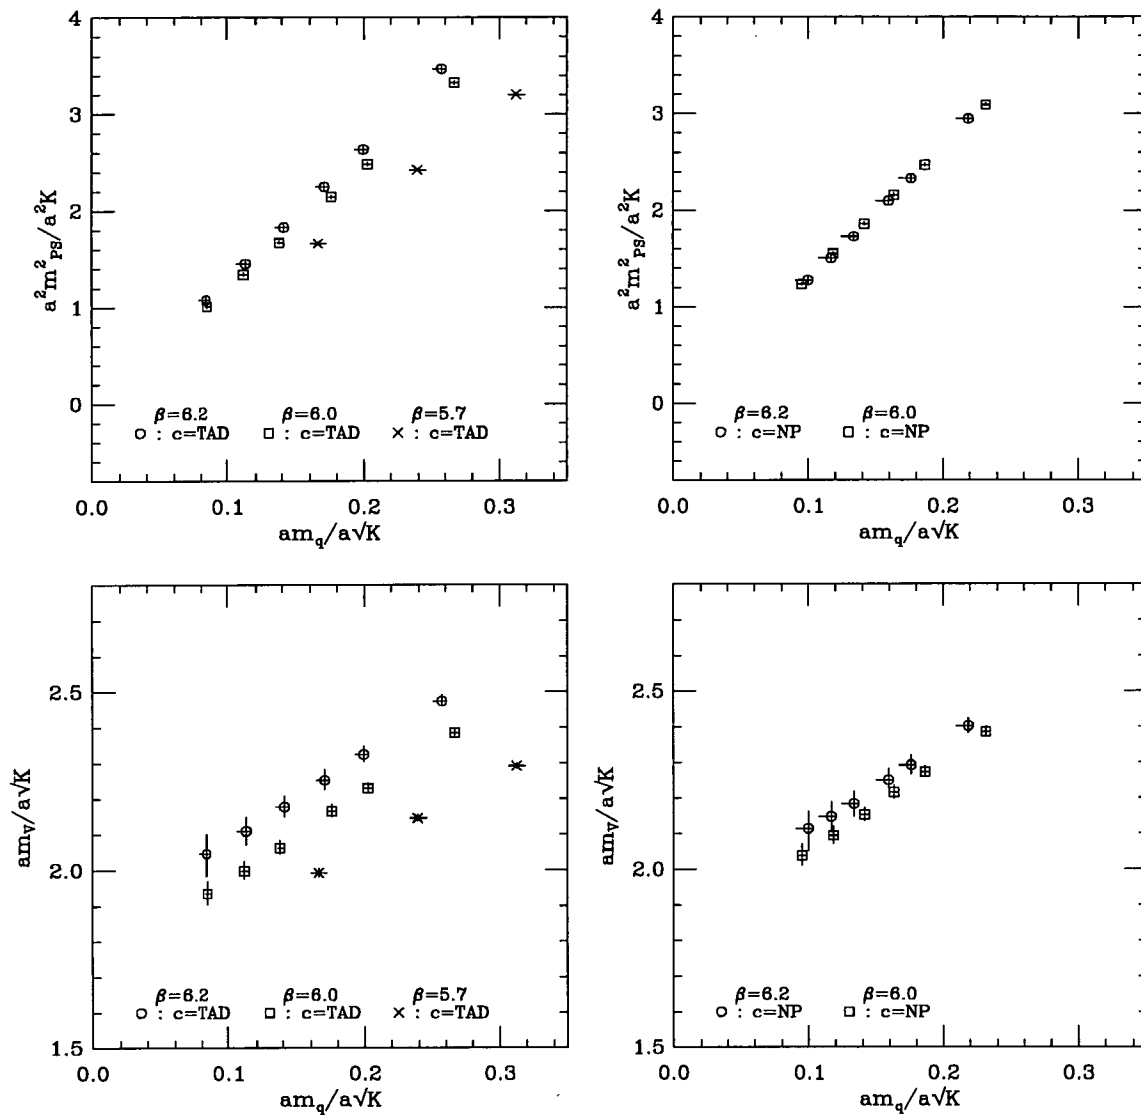 4
3
2
1
0
a²m²PS/a²K
β=6.2 β=6.0 β=5.7
: c=TAD : c=TAD × : c=TAD
0.0 0.1 0.2 0.3
amq/a√K
4
3
2
1
0
a²m²PS/a²K
β=6.2 β=6.0
: c=NP : c=NP
0.0 0.1 0.2 0.3
amq/a√K
2.5
2.0
1.5
amV/a√K
β=6.2 β=6.0 β=5.7
: c=TAD : c=TAD × : c=TAD
0.0 0.1 0.2 0.3
amq/a√K
2.5
2.0
1.5
amV/a√K
β=6.2 β=6.0
: c=NP : c=NP
0.0 0.1 0.2 0.3
amq/a√K